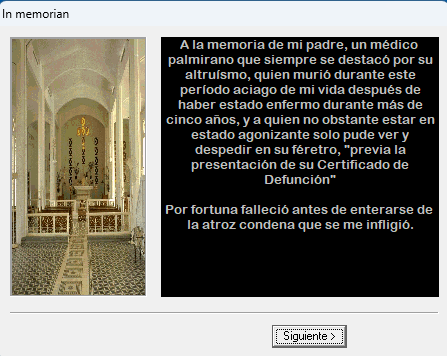 In memorian
A la memoria de mi padre, un médico
palmirano que siempre se destacó por su
altruísmo, quien murió durante este
período aciago de mi vida después de
haber estado enfermo durante más de
cinco años, y a quien no obstante estar en
estado agonizante solo pude ver y
despedir en su féretro, "previa la
presentación de su Certificado de
Defunción"
Por fortuna falleció antes de enterarse de
la atroz condena que se me infligió.
Siguiente >